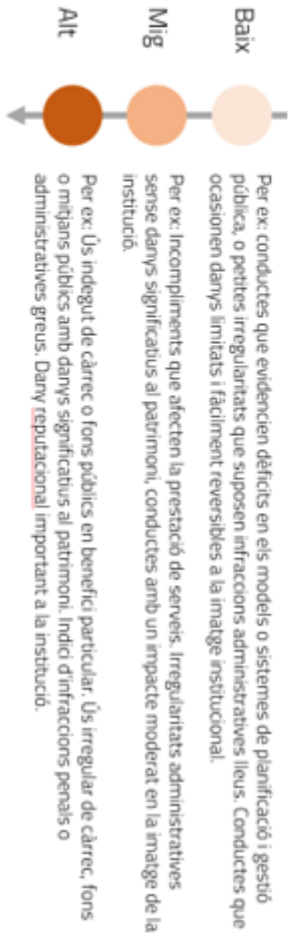 Baix
Per ex: conductes que evidencien dèficits en els models o sistemes de planificació i gestió
pública, o petites irregularitats que suposen infraccions administratives lleus. Conductes que
ocasionen danys limitats i fàcilment reversibles a la imatge institucional.
Mig
Per ex: Incompliments que afecten la prestació de serveis. Irregularitats administratives
sense danys significatius al patrimoni, conductes amb un impacte moderat en la imatge de la
institució.
Alt
Per ex: Ús indegut de càrrec o fons públics en benefici particular. Ús irregular de càrrec, fons
o mitjans públics amb danys significatius al patrimoni. Indici d'infraccions penals o
administratives greus. Dany reputacional important a la institució.